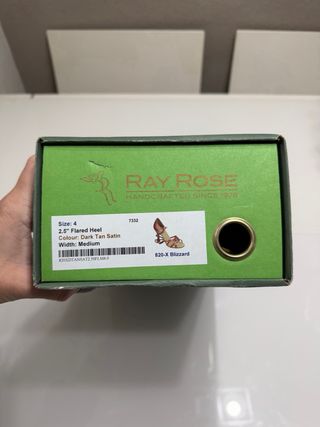 RAY ROSE
HANDCRAFTED SINCE 1978
Size: 4
7332
2.5" Flared Heel
Colour: Dark Tan Satin
Width: Medium
820-X Blizzard